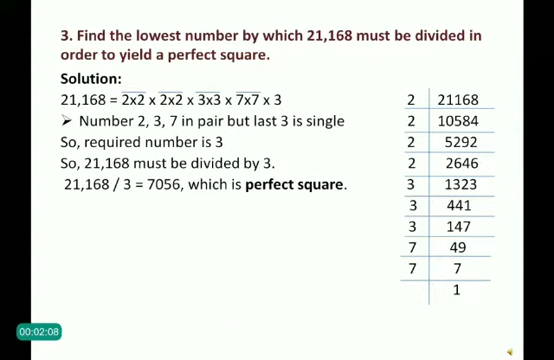 3. Find the lowest number by which 21,168 must be divided in
order to yield a perfect square.
Solution:
21,168 = 2x2 x 2x2 x 3x3 x 7x7 x 3
➢ Number 2, 3, 7 in pair but last 3 is single
So, required number is 3
So, 21,168 must be divided by 3.
21,168 / 3 = 7056, which is perfect square.
2 21168
2 10584
2 5292
2 2646
3 1323
3 441
3 147
7 49
7 7
1
00:02:08